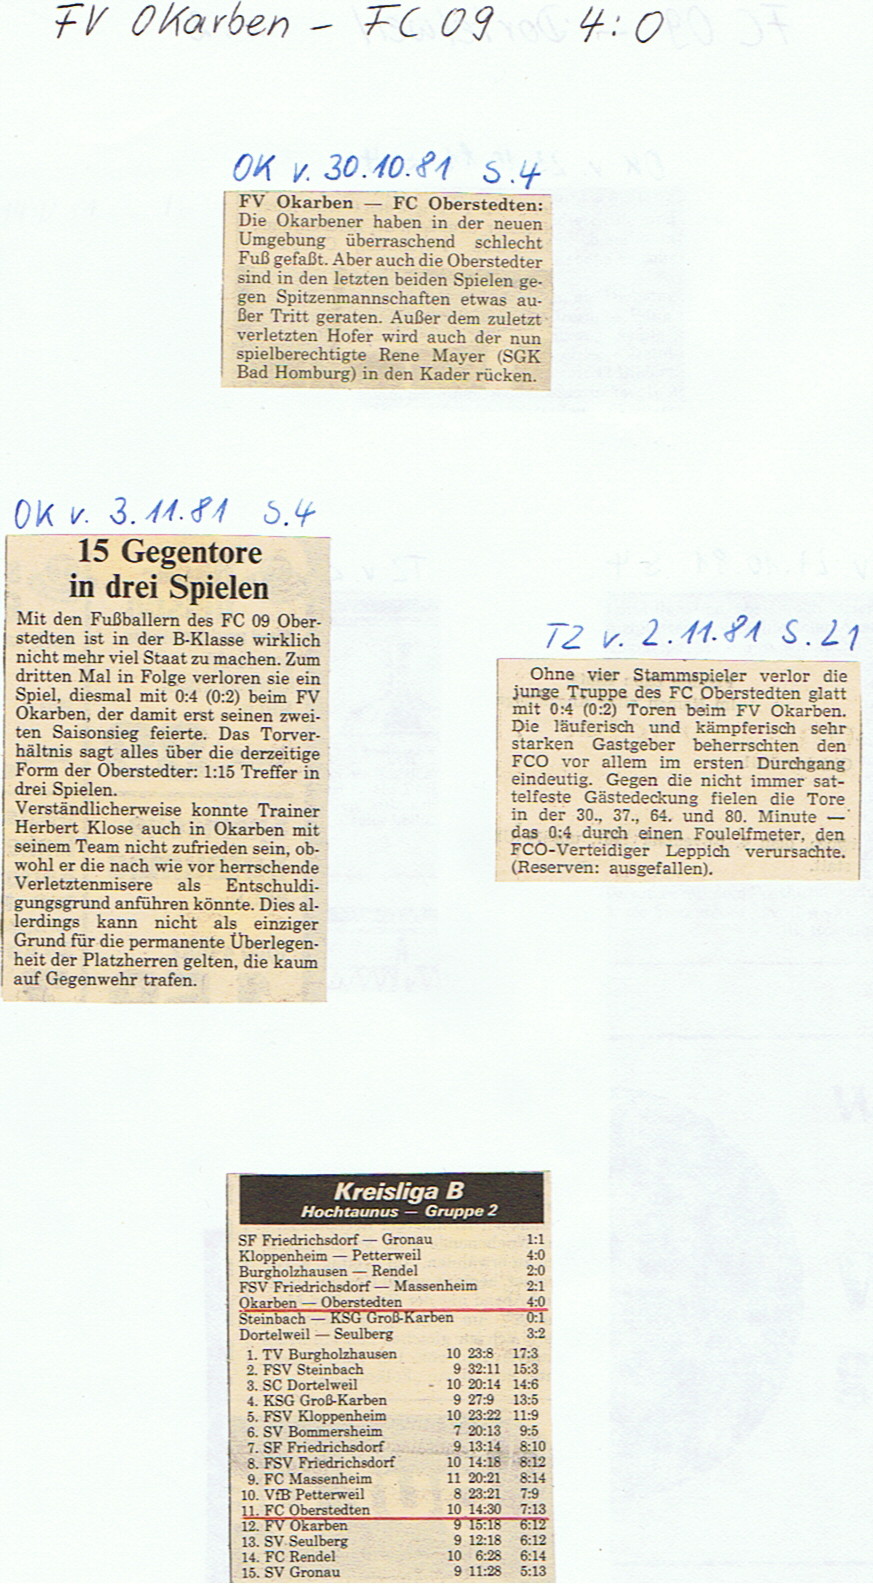 FV Okarben – FC 09 4:0
OK v. 30.10.81 S.4
FV Okarben — FC Oberstedten:
Die Okarbener haben in der neuen
Umgebung überraschend schlecht
Fuß gefaßt. Aber auch die Oberstedter
sind in den letzten beiden Spielen ge-
gen Spitzenmannschaften etwas au-
ßer Tritt geraten. Außer dem zuletzt
verletzten Hofer wird auch der nun
spielberechtigte Rene Mayer (SGK
Bad Homburg) in den Kader rücken.
OK v. 3.11.81 S.4
15 Gegentore
in drei Spielen
Mit den Fußballern des FC 09 Ober-
stedten ist in der B-Klasse wirklich
nicht mehr viel Staat zu machen. Zum
dritten Mal in Folge verloren sie ein
Spiel, diesmal mit 0:4 (0:2) beim FV
Okarben, der damit erst seinen zwei-
ten Saisonsieg feierte. Das Torver-
hältnis sagt alles über die derzeitige
Form der Oberstedter: 1:15 Treffer in
drei Spielen.
Verständlicherweise konnte Trainer
Herbert Klose auch in Okarben mit
seinem Team nicht zufrieden sein, ob-
wohl er die nach wie vor herrschende
Verletztenmisere als Entschuldi-
gungsgrund anführen könnte. Dies al-
lerdings kann nicht als einziger
Grund für die permanente Überlegen-
heit der Platzherren gelten, die kaum
auf Gegenwehr trafen.
TZ v. 2.11.81 S.21
Ohne vier Stammspieler verlor die
junge Truppe des FC Oberstedten glatt
mit 0:4 (0:2) Toren beim FV Okarben.
Die läuferisch und kämpferisch sehr
starken Gastgeber beherrschten den
FCO vor allem im ersten Durchgang
eindeutig. Gegen die nicht immer sat-
telfeste Gästedeckung fielen die Tore
in der 30., 37., 64. und 80. Minute —
das 0:4 durch einen Foulelfmeter, den
FCO-Verteidiger Leppich verursachte.
(Reserven: ausgefallen).
Kreisliga B
Hochtaunus — Gruppe 2
SF Friedrichsdorf — Gronau 1:1
Kloppenheim — Petterweil 4:0
Burgholzhausen — Rendel 2:0
FSV Friedrichsdorf — Massenheim 2:1
Okarben — Oberstedten 4:0
Steinbach — KSG Groß-Karben 0:1
Dortelweil — Seulberg 3:2
1. TV Burgholzhausen 10 23:8 17:3
2. FSV Steinbach 9 32:11 15:3
3. SC Dortelweil 10 20:14 14:6
4. KSG Groß-Karben 9 27:9 13:5
5. FSV Kloppenheim 10 23:22 11:9
6. SV Bommersheim 7 20:13 9:5
7. SF Friedrichsdorf 9 13:14 8:10
8. FSV Friedrichsdorf 10 14:18 8:12
9. FC Massenheim 11 20:21 8:14
10. VfB Petterweil 8 23:21 7:9
11. FC Oberstedten 10 14:30 7:13
12. FV Okarben 9 15:18 6:12
13. SV Seulberg 9 12:18 6:12
14. FC Rendel 10 6:28 6:14
15. SV Gronau 9 11:28 5:13